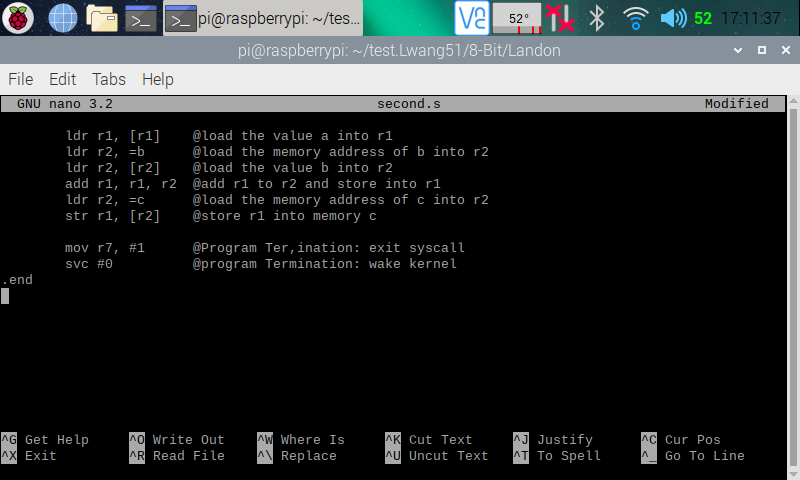 pi@raspberrypi: ~/tes... 52° 52 17:11:37
pi@raspberrypi: ~/test.Lwang51/8-Bit/Landon
File Edit Tabs Help
GNU nano 3.2 second.s Modified
ldr r1, [r1] @load the value a into r1
ldr r2, =b @load the memory address of b into r2
ldr r2, [r2] @load the value b into r2
add r1, r1, r2 @add r1 to r2 and store into r1
ldr r2, =c @load the memory address of c into r2
str r1, [r2] @store r1 into memory c
mov r7, #1 @Program Ter,ination: exit syscall
svc #0 @program Termination: wake kernel
.end
^G Get Help ^O Write Out ^W Where Is ^K Cut Text ^J Justify ^C Cur Pos
^X Exit ^R Read File ^\ Replace ^U Uncut Text ^T To Spell ^_ Go To Line